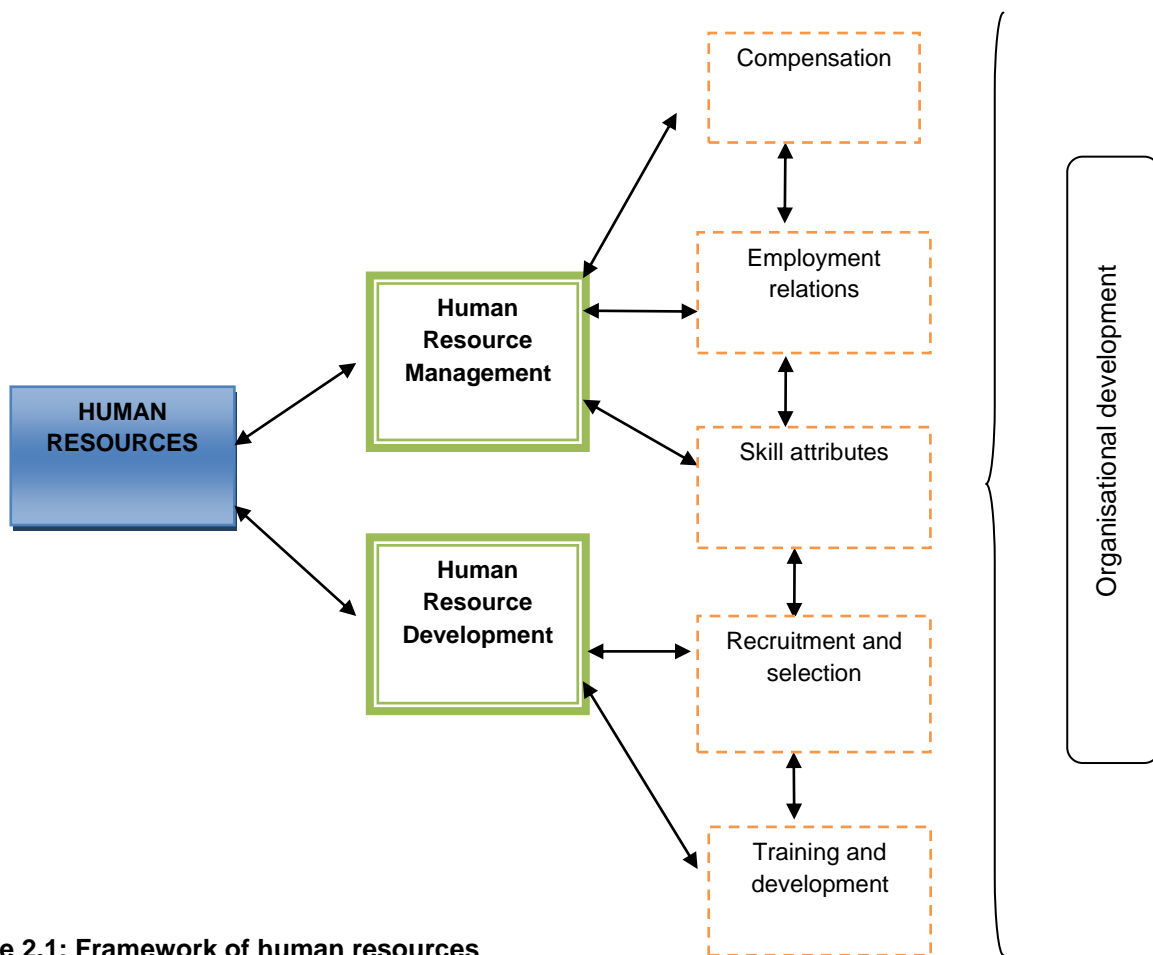 Compensation
Employment
relations
Human
Resource
Management
HUMAN
RESOURCES
Skill attributes
Human
Resource
Development
Recruitment and
selection
Training and
development
Organisational development
e 2.1: Framework of human resources